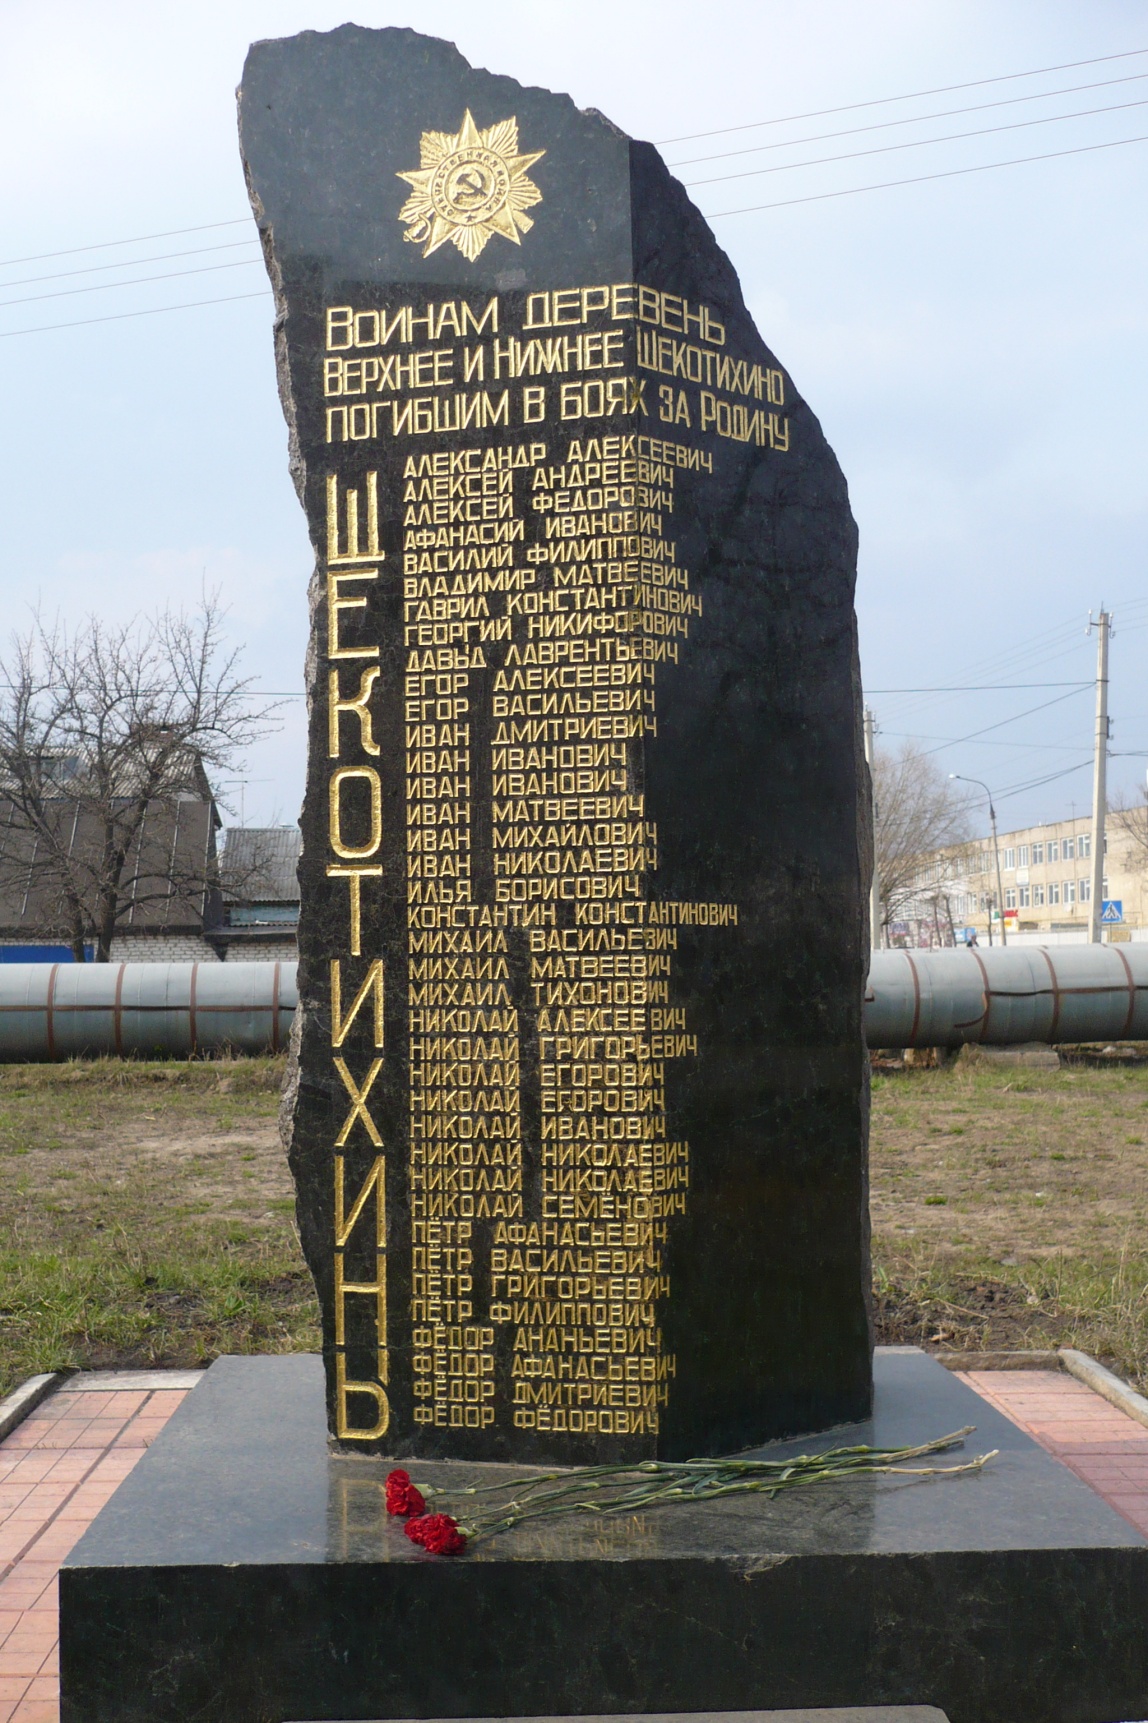 ОТЕЧЕСТВЕННАЯ ВОЙНА
ВОИНАМ ДЕРЕВЕНЬ
ВЕРХНЕЕ И НИЖНЕЕ ШЕКОТИХИНО
ПОГИБШИМ В БОЯХ ЗА РОДИНУ
ШЕКОТИХИНЬ
АЛЕКСАНДР АЛЕКСЕЕВИЧ
АЛЕКСЕЙ АНДРЕЕВИЧ
АЛЕКСЕЙ ФЕДОРОВИЧ
АФАНАСИЙ ИВАНОВИЧ
ВАСИЛИЙ ФИЛИППОВИЧ
ВЛАДИМИР МАТВЕЕВИЧ
ГАВРИЛ КОНСТАНТИНОВИЧ
ГЕОРГИЙ НИКИФОРОВИЧ
ДАВЬД ЛАВРЕНТЬЕВИЧ
ЕГОР АЛЕКСЕЕВИЧ
ЕГОР ВАСИЛЬЕВИЧ
ИВАН ДМИТРИЕВИЧ
ИВАН ИВАНОВИЧ
ИВАН ИВАНОВИЧ
ИВАН МАТВЕЕВИЧ
ИВАН МИХАЙЛОВИЧ
ИВАН НИКОЛАЕВИЧ
ИЛЬЯ БОРИСОВИЧ
КОНСТАНТИН КОНСТАНТИНОВИЧ
МИХАИЛ ВАСИЛЬЕВИЧ
МИХАИЛ МАТВЕЕВИЧ
МИХАИЛ ТИХОНОВИЧ
НИКОЛАЙ АЛЕКСЕЕВИЧ
НИКОЛАЙ ГРИГОРЬЕВИЧ
НИКОЛАЙ ЕГОРОВИЧ
НИКОЛАЙ ЕГОРОВИЧ
НИКОЛАЙ ИВАНОВИЧ
НИКОЛАЙ НИКОЛАЕВИЧ
НИКОЛАЙ НИКОЛАЕВИЧ
НИКОЛАЙ СЕМЁНОВИЧ
ПЁТР АФАНАСЬЕВИЧ
ПЁТР ВАСИЛЬЕВИЧ
ПЁТР ГРИГОРЬЕВИЧ
ПЁТР ФИЛИППОВИЧ
ФЁДОР АНАНЬЕВИЧ
ФЁДОР АФАНАСЬЕВИЧ
ФЁДОР ДМИТРИЕВИЧ
ФЁДОР ФЁДОРОВИЧ